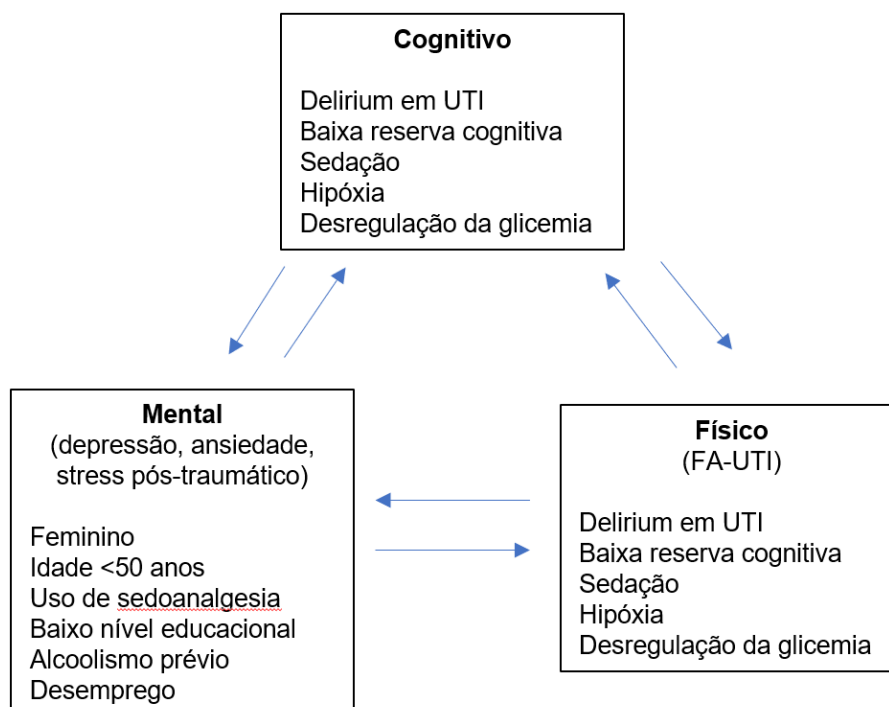 Cognitivo
Delirium em UTI
Baixa reserva cognitiva
Sedação
Hipóxia
Desregulação da glicemia
Mental
(depressão, ansiedade,
stress pós-traumático)
Feminino
Idade <50 anos
Uso de sedoanalgesia
Baixo nível educacional
Alcoolismo prévio
Desemprego
Físico
(FA-UTI)
Delirium em UTI
Baixa reserva cognitiva
Sedação
Hipóxia
Desregulação da glicemia